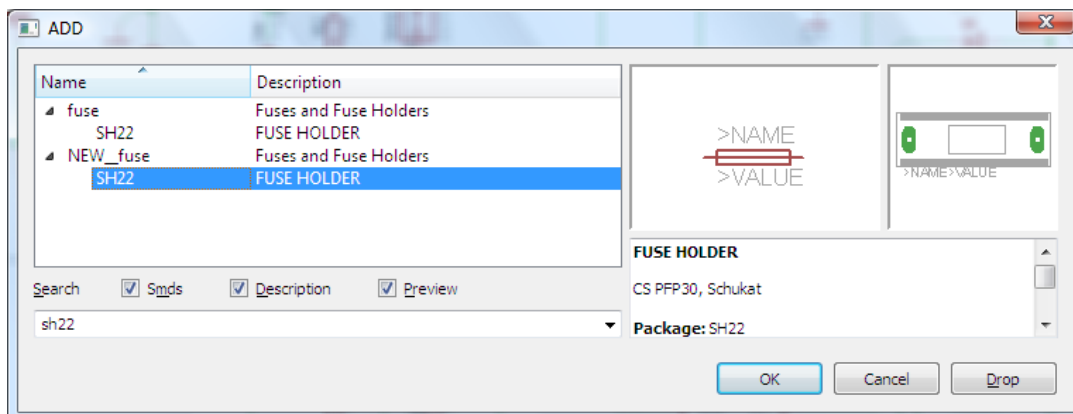 ADD
Name Description
fuse Fuses and Fuse Holders
SH22 FUSE HOLDER
NEW__fuse Fuses and Fuse Holders
SH22 FUSE HOLDER
Search Smds Description Preview
sh22
>NAME
>VALUE
>NAME>VALUE
FUSE HOLDER
CS PFP30, Schukat
Package: SH22
OK Cancel Drop